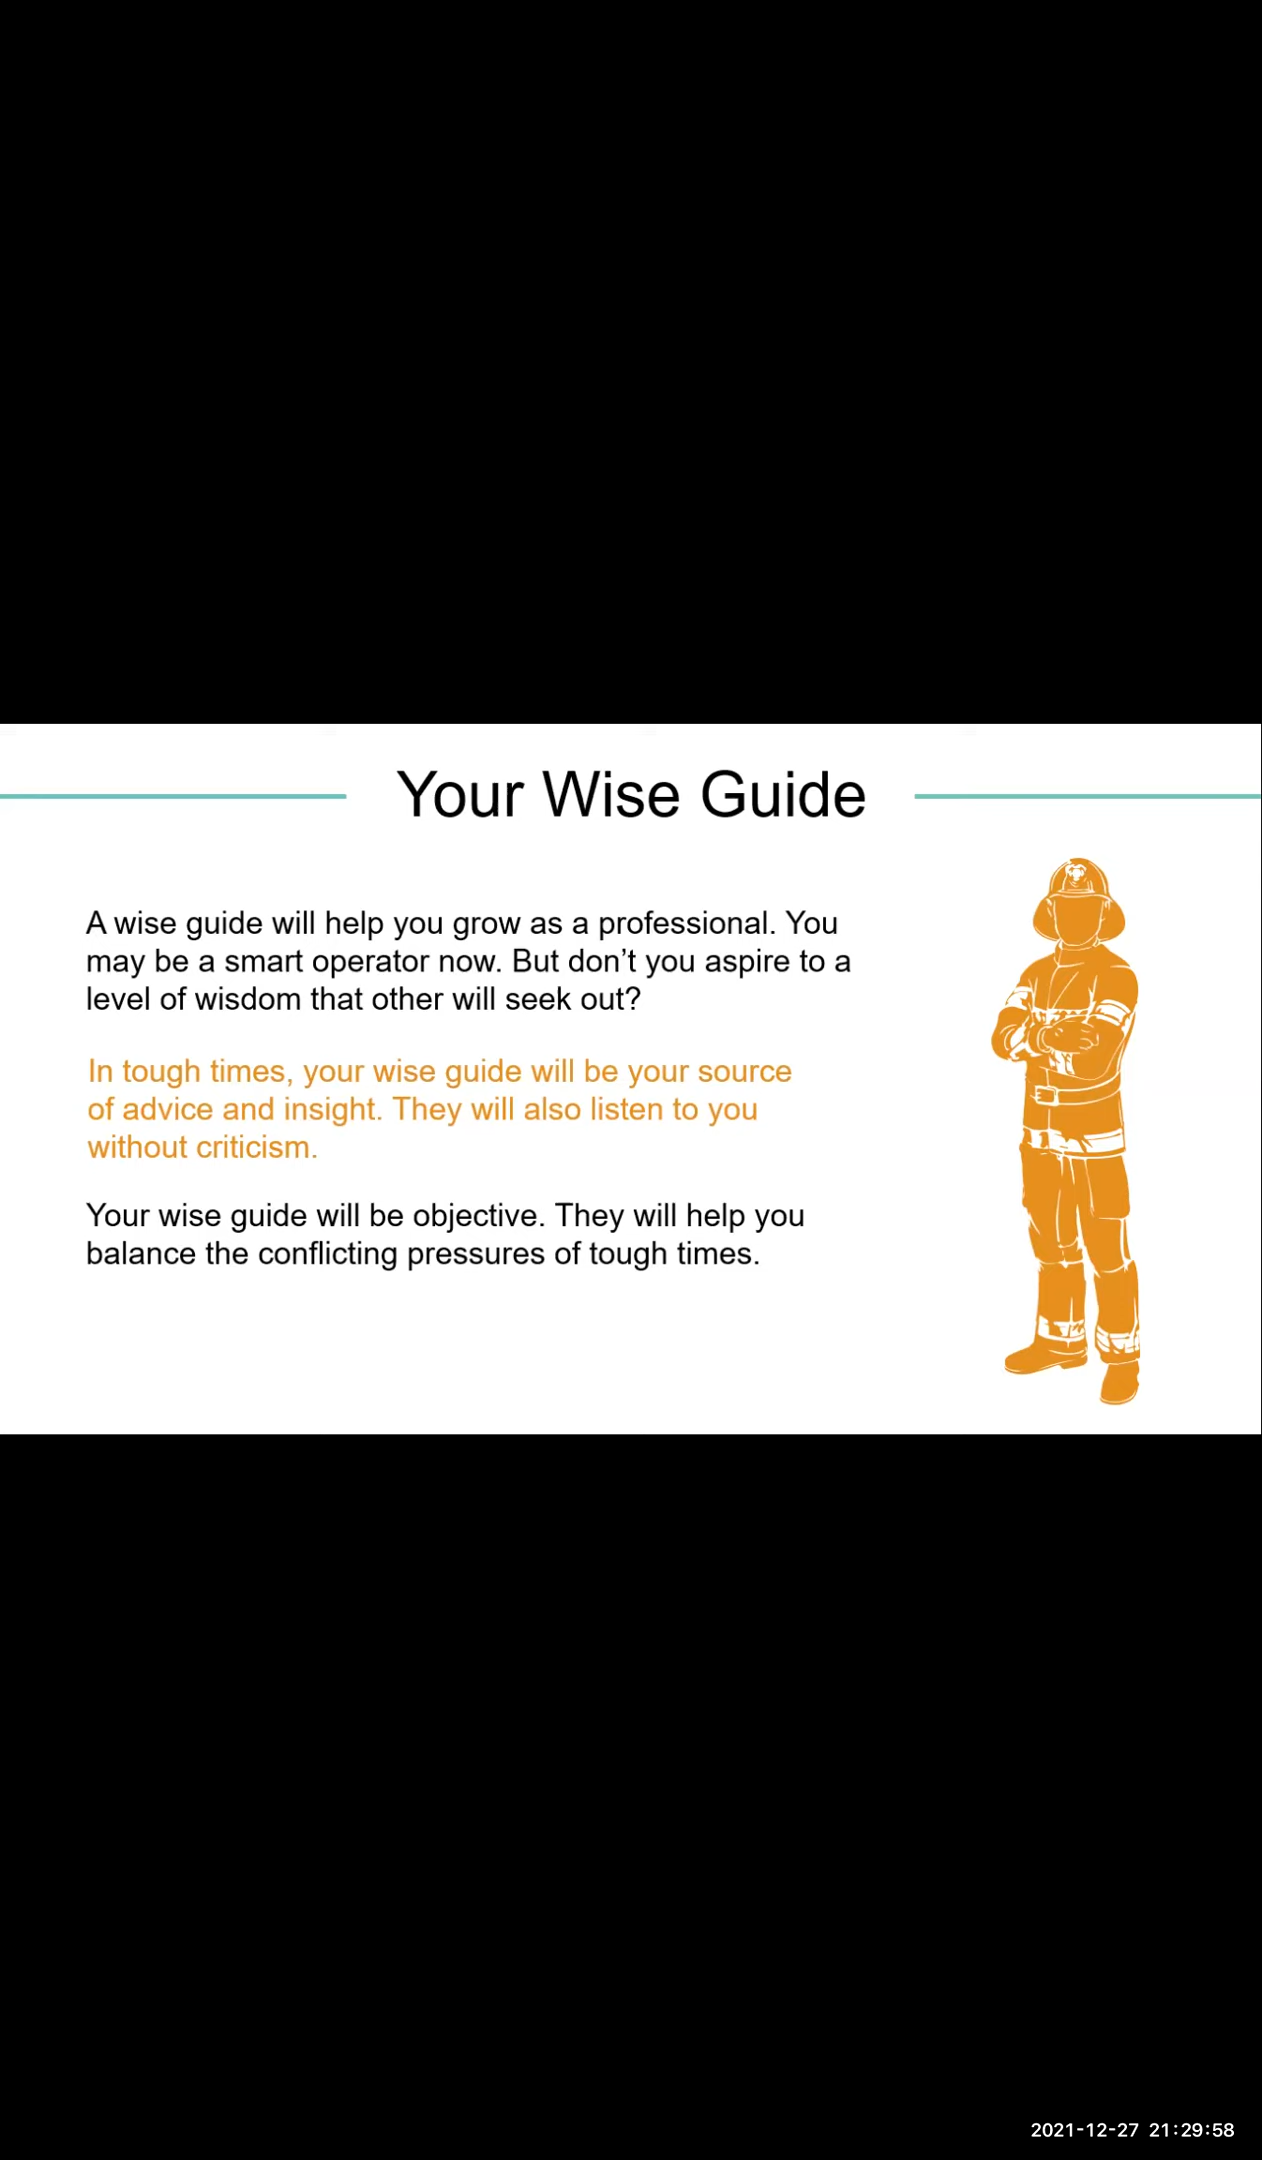 Your Wise Guide
A wise guide will help you grow as a professional. You
may be a smart operator now. But don’t you aspire to a
level of wisdom that other will seek out?
In tough times, your wise guide will be your source
of advice and insight. They will also listen to you
without criticism.
Your wise guide will be objective. They will help you
balance the conflicting pressures of tough times.
2021-12-27 21:29:58